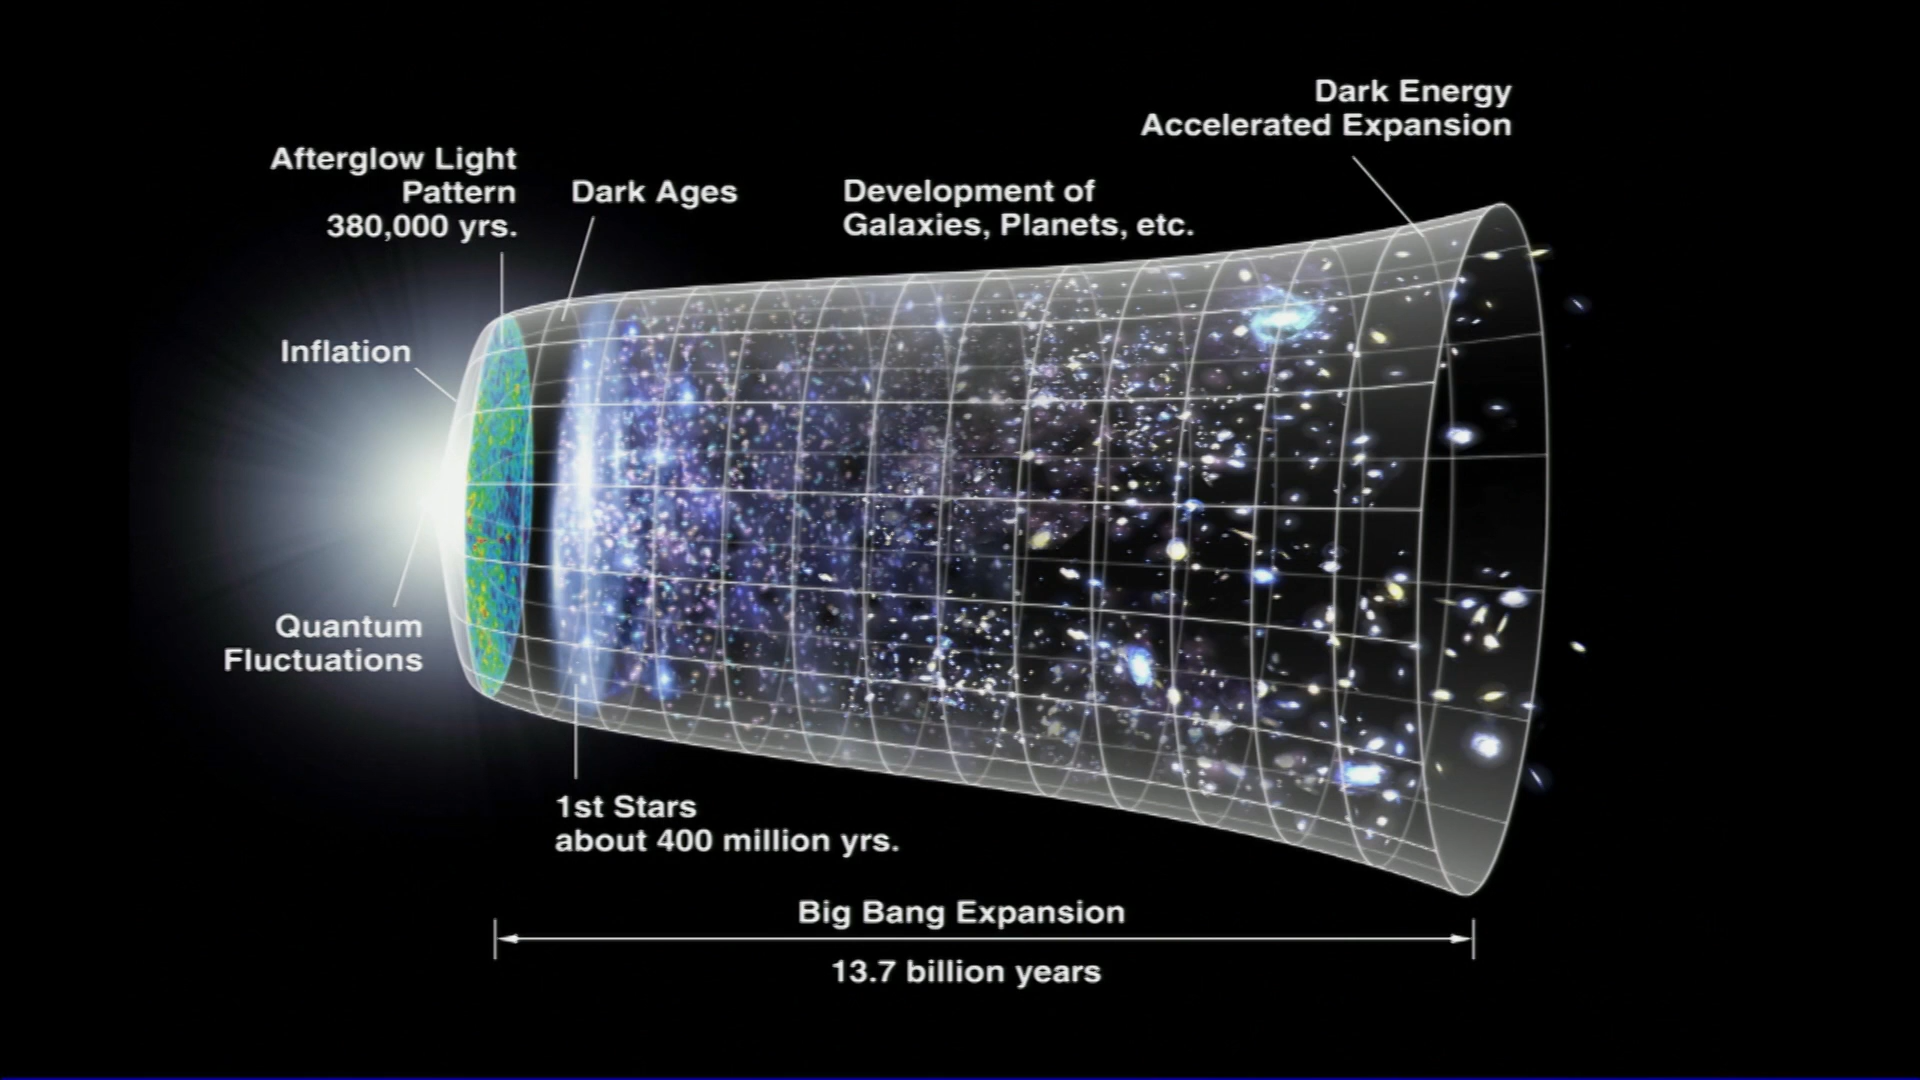 Dark Energy
Accelerated Expansion
Afterglow Light
Pattern
380,000 yrs.
Dark Ages
Development of
Galaxies, Planets, etc.
Inflation
Quantum
Fluctuations
1st Stars
about 400 million yrs.
Big Bang Expansion
13.7 billion years